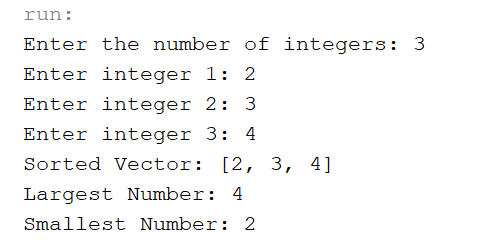 run:
Enter the number of integers: 3
Enter integer 1: 2
Enter integer 2: 3
Enter integer 3: 4
Sorted Vector: [2, 3, 4]
Largest Number: 4
Smallest Number: 2